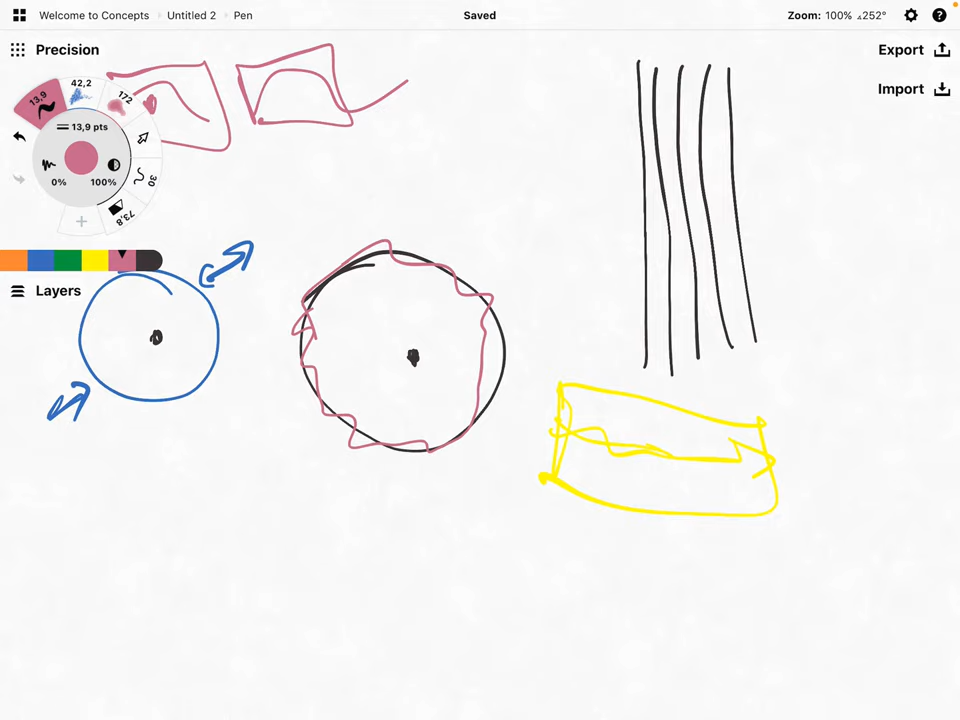 Welcome to Concepts › Untitled 2 › Pen
Saved
Zoom: 100% ⊿252°
Precision
Export
Import
42,2
13,9
172
13,9 pts
0%
100%
30
73,8
Layers